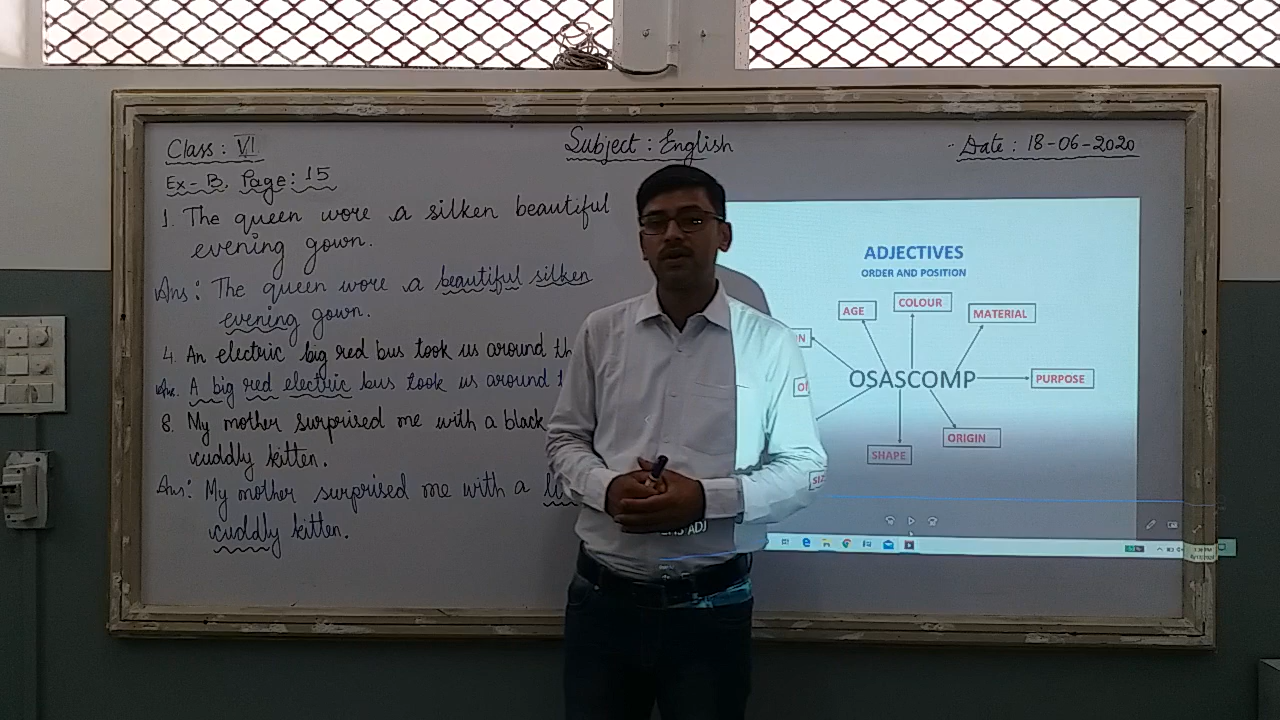 Class : VI
Subject : English
Date : 18-06-2020
Ex - B, Page : 15
1. The queen wore a silken beautiful
evening gown.
Ans : The queen wore a beautiful silken
evening gown.
4. An electric big red bus took us around
Ans. A big red electric bus took us around
8. My mother surprised me with a black
cuddly kitten.
Ans : My mother surprised me with a
cuddly kitten.
ADJECTIVES
ORDER AND POSITION
AGE
COLOUR
MATERIAL
OSASCOMP
PURPOSE
ORIGIN
SHAPE
ADJ